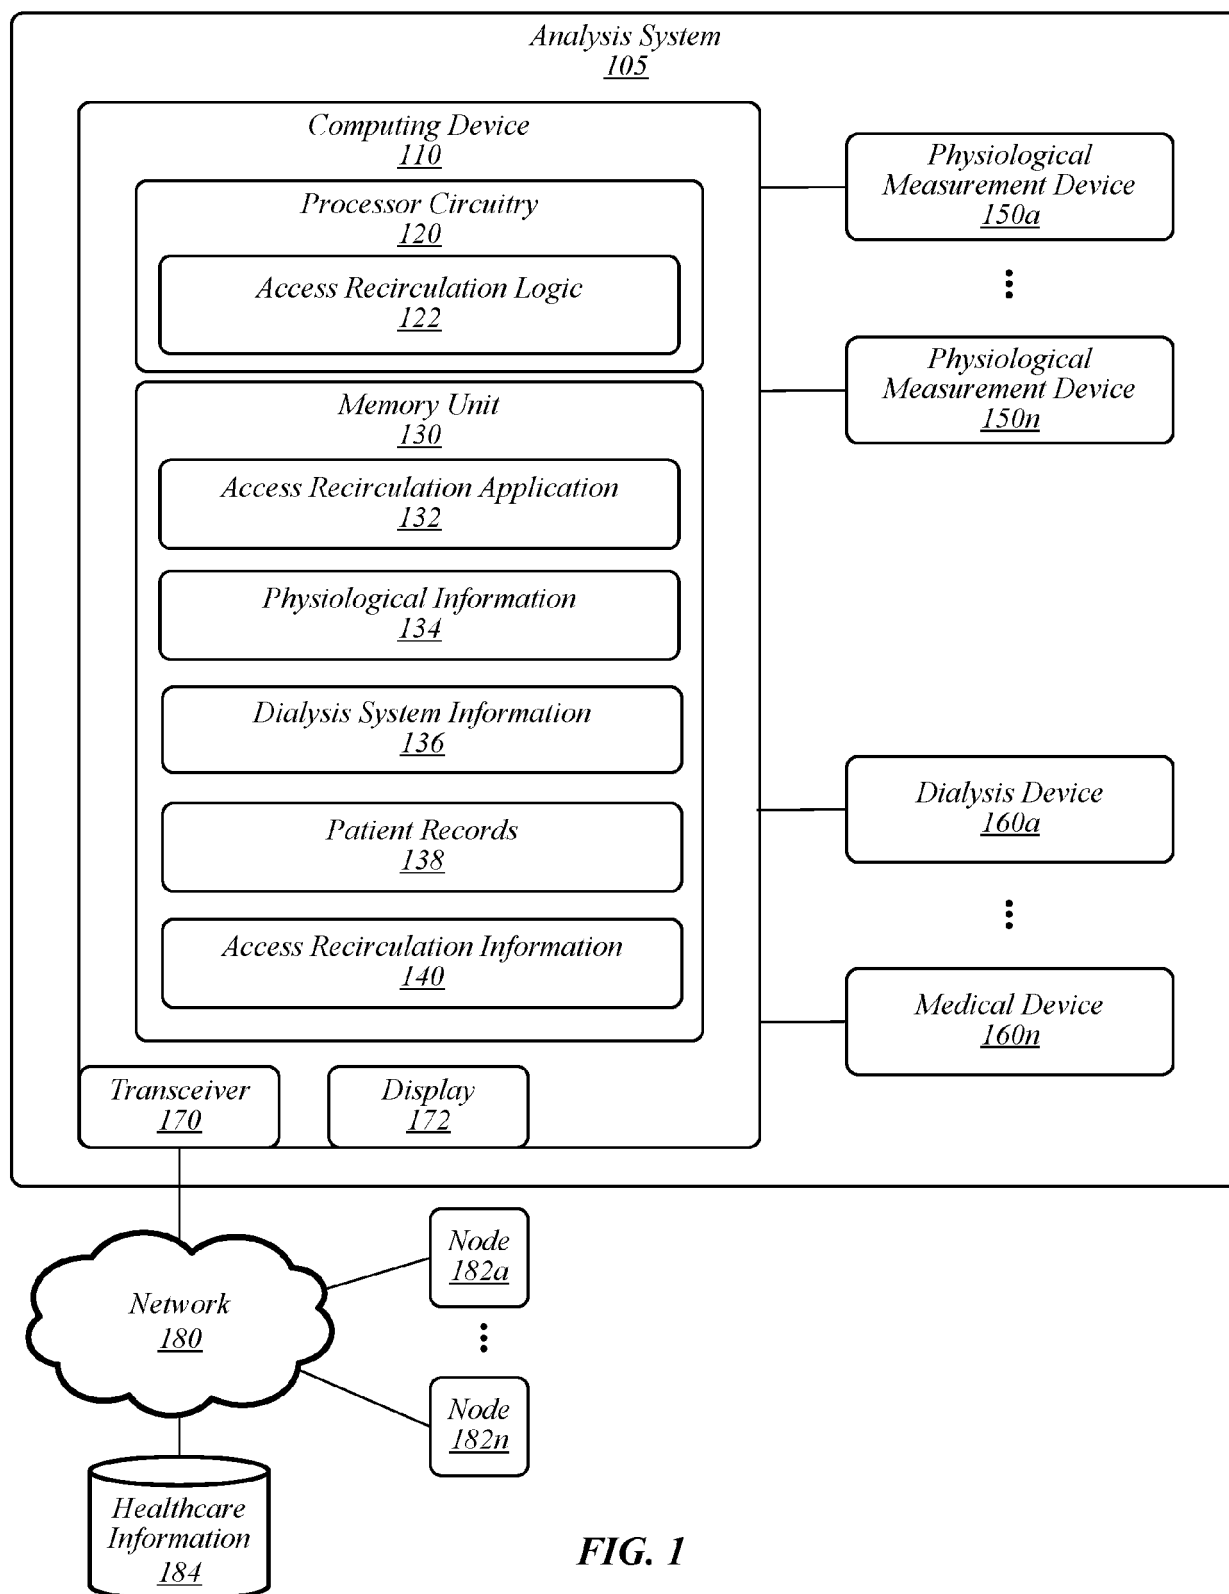 Analysis System
105
Computing Device
110
Processor Circuitry
120
Access Recirculation Logic
122
Memory Unit
130
Access Recirculation Application
132
Physiological Information
134
Dialysis System Information
136
Patient Records
138
Access Recirculation Information
140
Transceiver
170
Display
172
Physiological
Measurement Device
150a
Physiological
Measurement Device
150n
Dialysis Device
160a
Medical Device
160n
Network
180
Node
182a
Node
182n
Healthcare
Information
184
FIG. 1